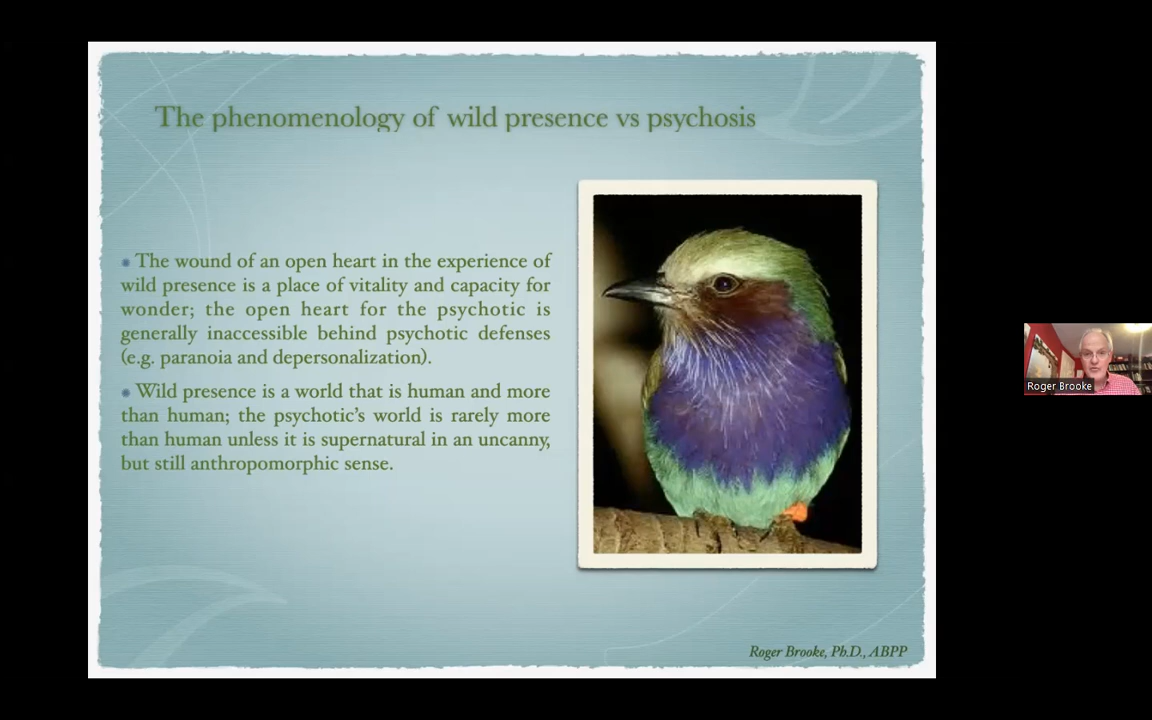 The phenomenology of wild presence vs psychosis
The wound of an open heart in the experience of
wild presence is a place of vitality and capacity for
wonder; the open heart for the psychotic is
generally inaccessible behind psychotic defenses
(e.g. paranoia and depersonalization).
Wild presence is a world that is human and more
than human; the psychotic's world is rarely more
than human unless it is supernatural in an uncanny,
but still anthropomorphic sense.
Roger Brooke
Roger Brooke, Ph.D., ABPP